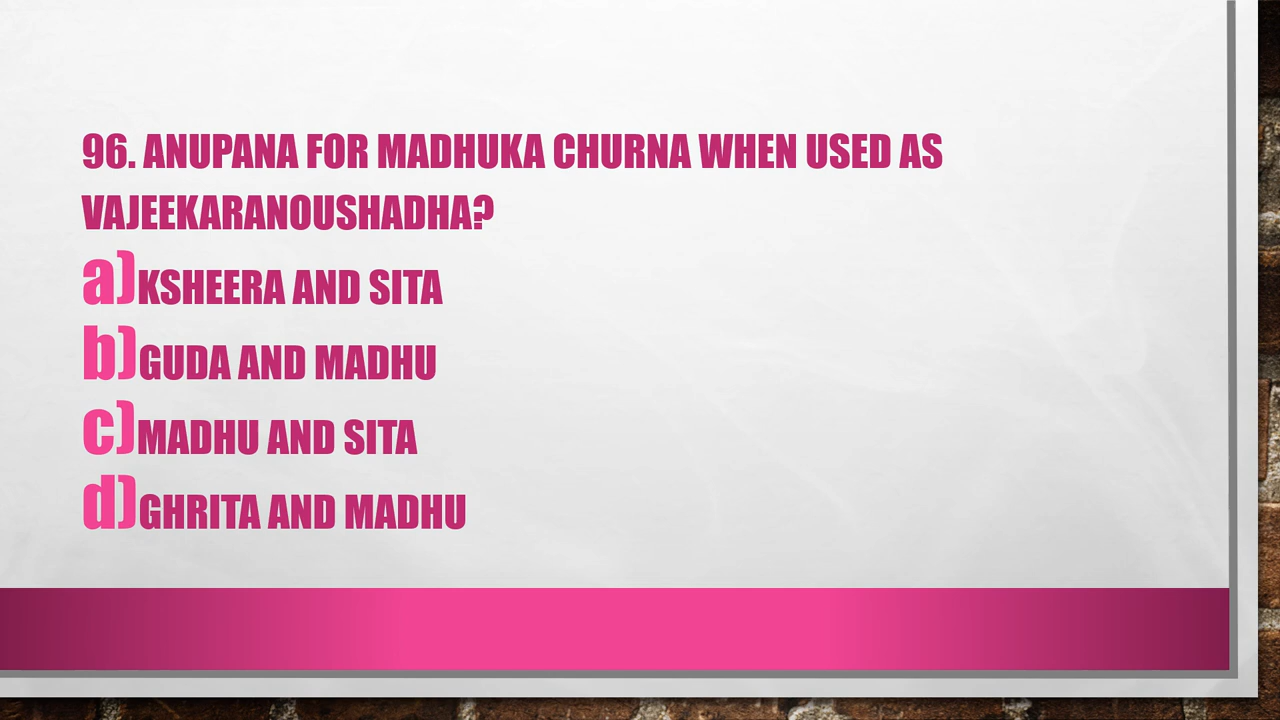 96. ANUPANA FOR MADHUKA CHURNA WHEN USED AS
VAJEEKARANOUSHADHA?
a)KSHEERA AND SITA
b)GUDA AND MADHU
c)MADHU AND SITA
d)GHRITA AND MADHU